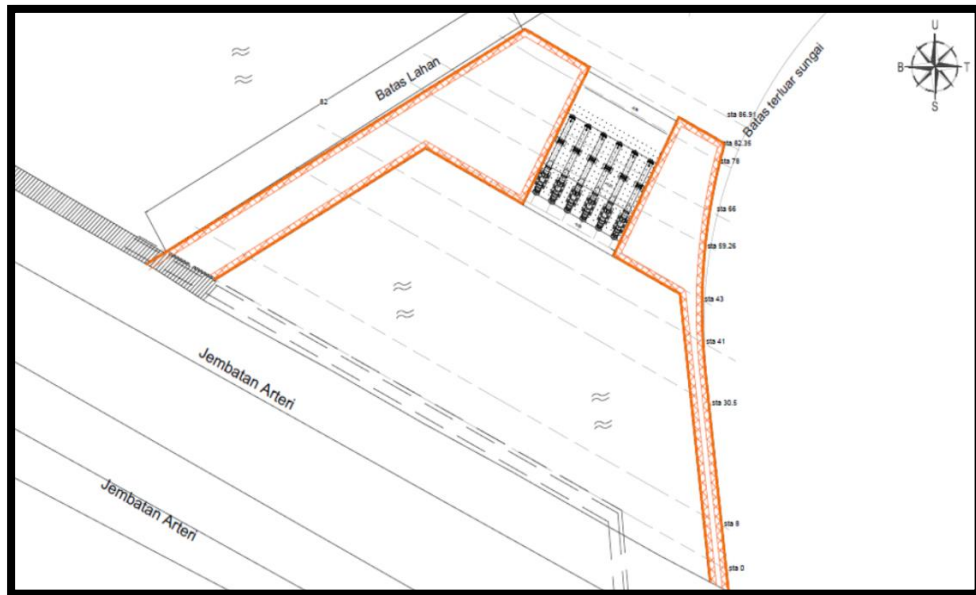 U
B
T
S
Batas Lahan
82
Batas terluar sungai
sta 86.91
sta 82.35
sta 78
sta 66
sta 59.26
sta 43
sta 41
sta 30.5
sta 8
sta 0
Jembatan Arteri
Jembatan Arteri